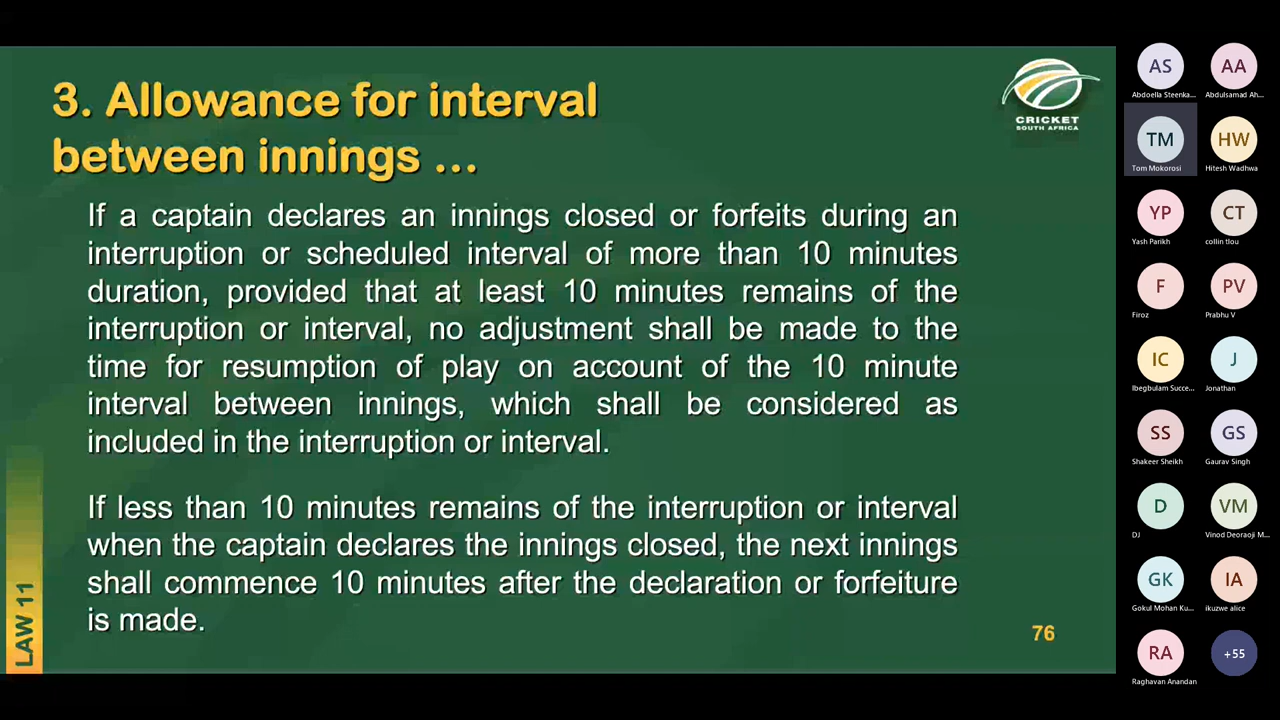 3. Allowance for interval
between innings ...
CRICKET
SOUTH AFRICA
If a captain declares an innings closed or forfeits during an
interruption or scheduled interval of more than 10 minutes
duration, provided that at least 10 minutes remains of the
interruption or interval, no adjustment shall be made to the
time for resumption of play on account of the 10 minute
interval between innings, which shall be considered as
included in the interruption or interval.
If less than 10 minutes remains of the interruption or interval
when the captain declares the innings closed, the next innings
shall commence 10 minutes after the declaration or forfeiture
is made.
LAW 11
76
AS
AA
Abdoella Steenka...
Abdulsamad Ah...
TM
HW
Tom Mokorosi
Hitesh Wadhwa
YP
CT
Yash Parikh
collin tlou
F
PV
Firoz
Prabhu V
IC
J
Ibegbulam Succe...
Jonathan
SS
GS
Shakeer Sheikh
Gaurav Singh
D
VM
DJ
Vinod Deoraoji M...
GK
IA
Gokul Mohan Ku...
ikuzwe alice
RA
+55
Raghavan Anandan